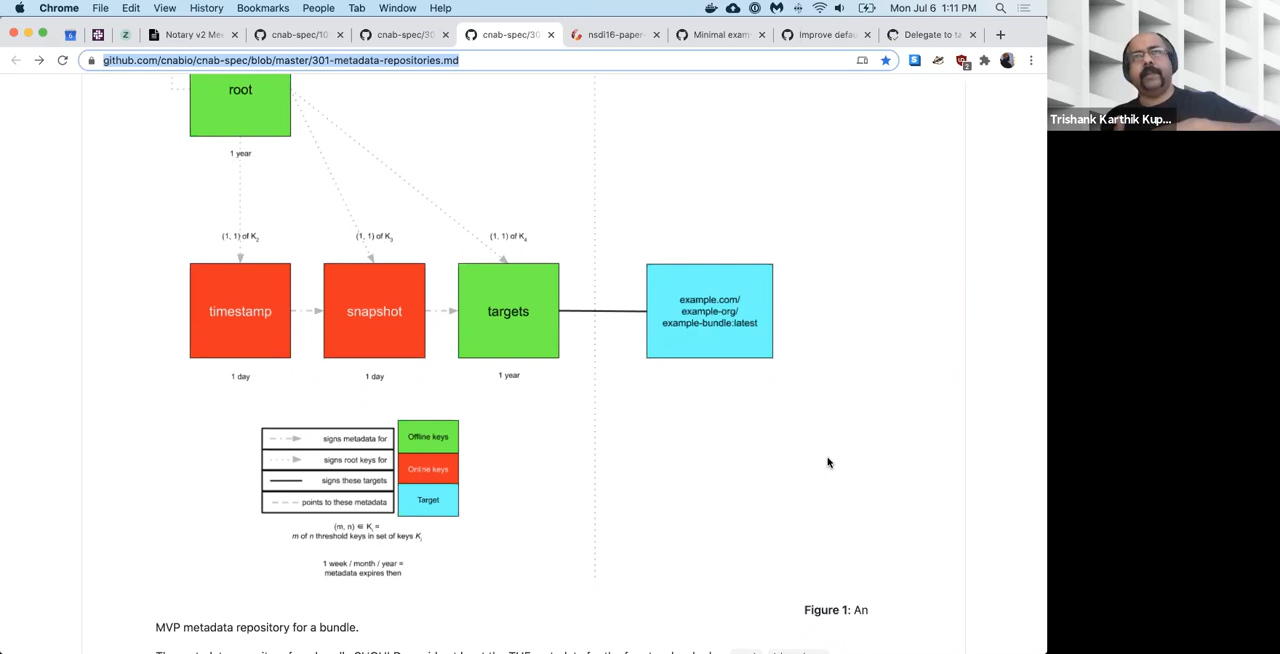 Chrome File Edit View History Bookmarks People Tab Window Help Mon Jul 6 1:11 PM
Notary v2 Me cnab-spec/10 cnab-spec/30 cnab-spec/30 nsdi16-paper- Minimal exam Improve defau Delegate to ta
github.com/cnabio/cnab-spec/blob/master/301-metadata-repositories.md
Trishank Karthik Kup...
root
1 year
(1, 1) of K2
(1, 1) of K3
(1, 1) of K4
timestamp
snapshot
targets
example.com/
example-org/
example-bundle:latest
1 day
1 day
1 year
signs metadata for
signs root keys for
signs these targets
points to these metadata
Offline keys
Online keys
Target
(m, n) ∈ Ki =
m of n threshold keys in set of keys Ki
1 week / month / year =
metadata expires then
Figure 1: An
MVP metadata repository for a bundle.